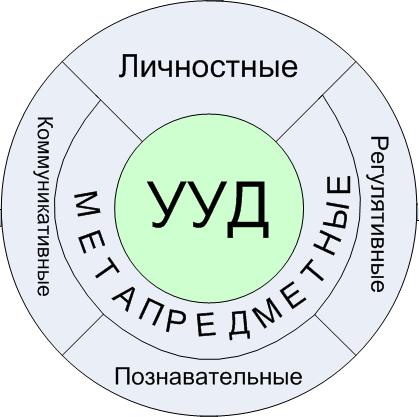 Личностные
Коммуникативные
УУД
Регулятивные
МЕТАПРЕДМЕТНЫЕ
Познавательные